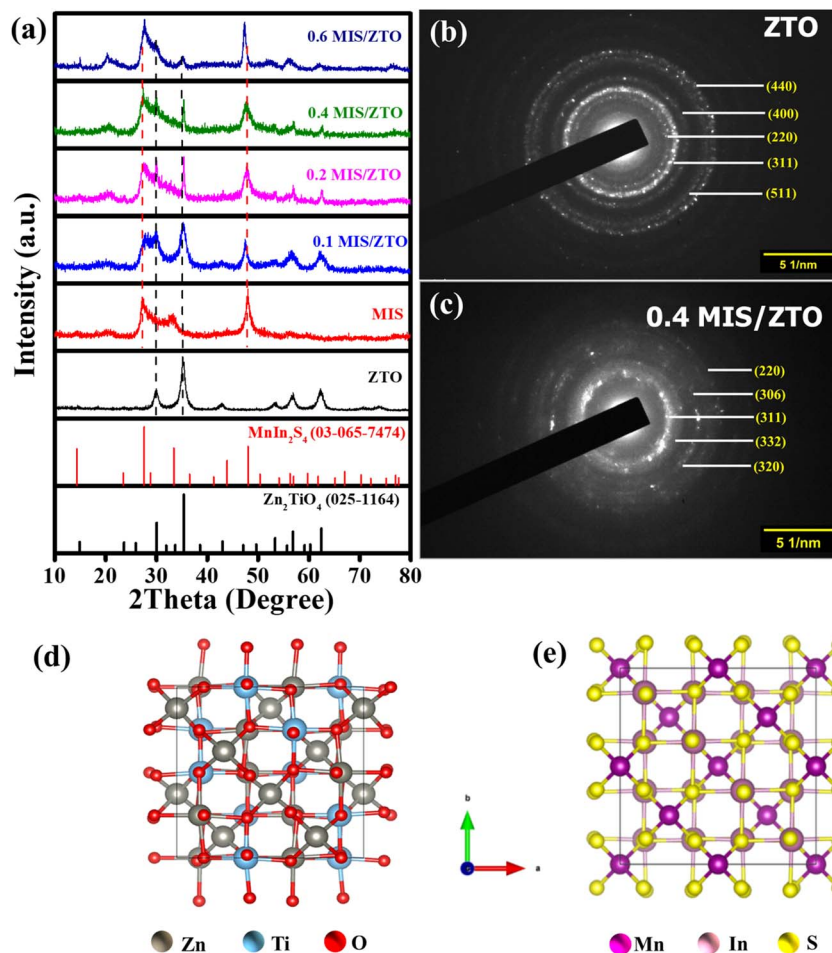 (a)
0.6 MIS/ZTO
0.4 MIS/ZTO
0.2 MIS/ZTO
0.1 MIS/ZTO
MIS
ZTO
MnIn₂S₄ (03-065-7474)
Zn₂TiO₄ (025-1164)
Intensity (a.u.)
10 20 30 40 50 60 70 80
2Theta (Degree)
(b)
ZTO
(440)
(400)
(220)
(311)
(511)
5 1/nm
(c)
0.4 MIS/ZTO
(220)
(306)
(311)
(332)
(320)
5 1/nm
(d)
Zn Ti O
b
a
(e)
Mn In S